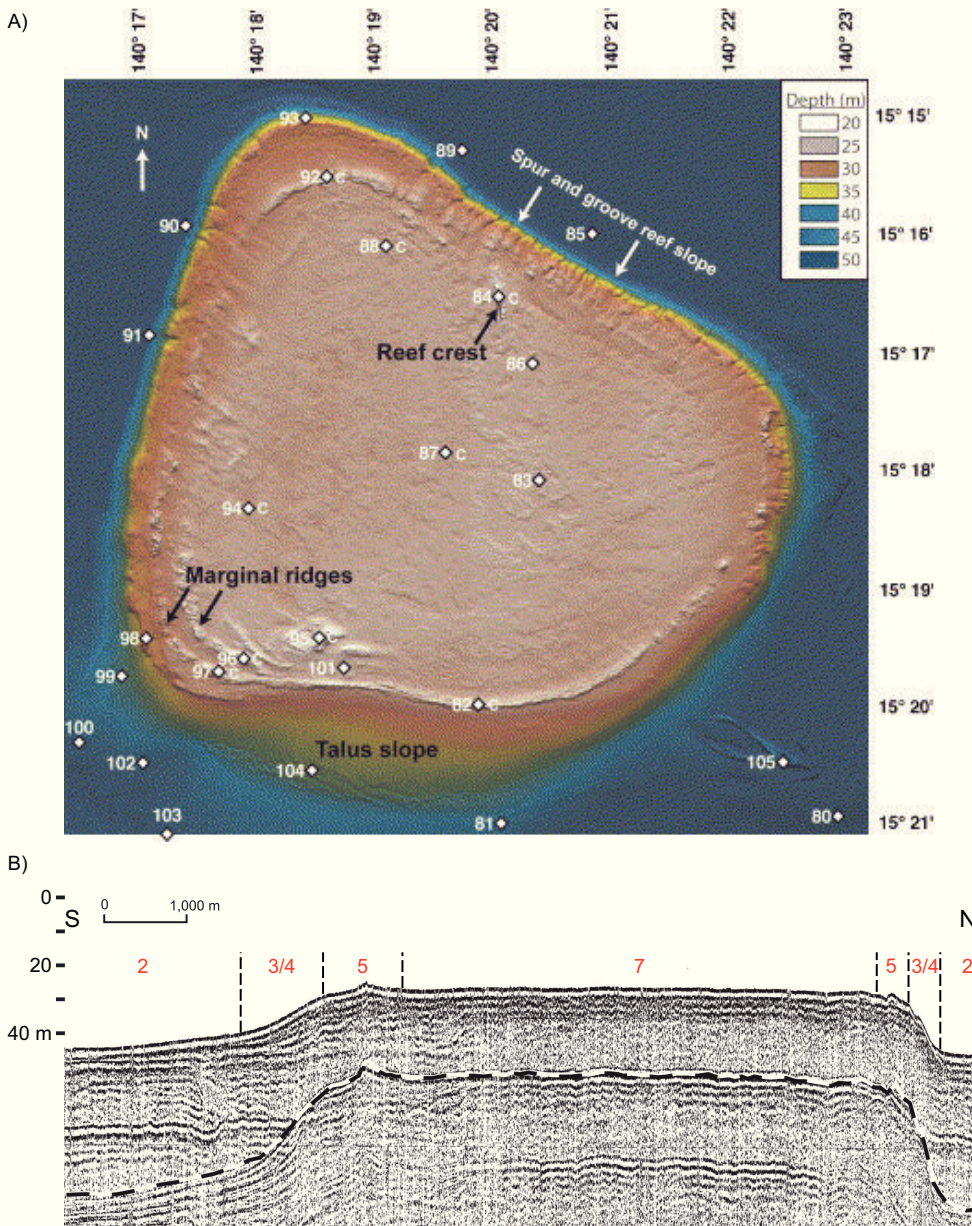 A)
140° 17'
140° 18'
140° 19'
140° 20'
140° 21'
140° 22'
140° 23'
Depth (m)
20
25
30
35
40
45
50
15° 15'
15° 16'
15° 17'
15° 18'
15° 19'
15° 20'
15° 21'
N
93
89
Spur and groove reef slope
92 c
90
85
88 c
84 c
91
Reef crest
86
87 c
83
94 c
Marginal ridges
98
95 c
96 c
101
97 c
99
82 c
100
Talus slope
102
104
105
103
81
80
B)
0
S
0 1,000 m
N
20
2 3/4 5 7 5 3/4 2
40 m